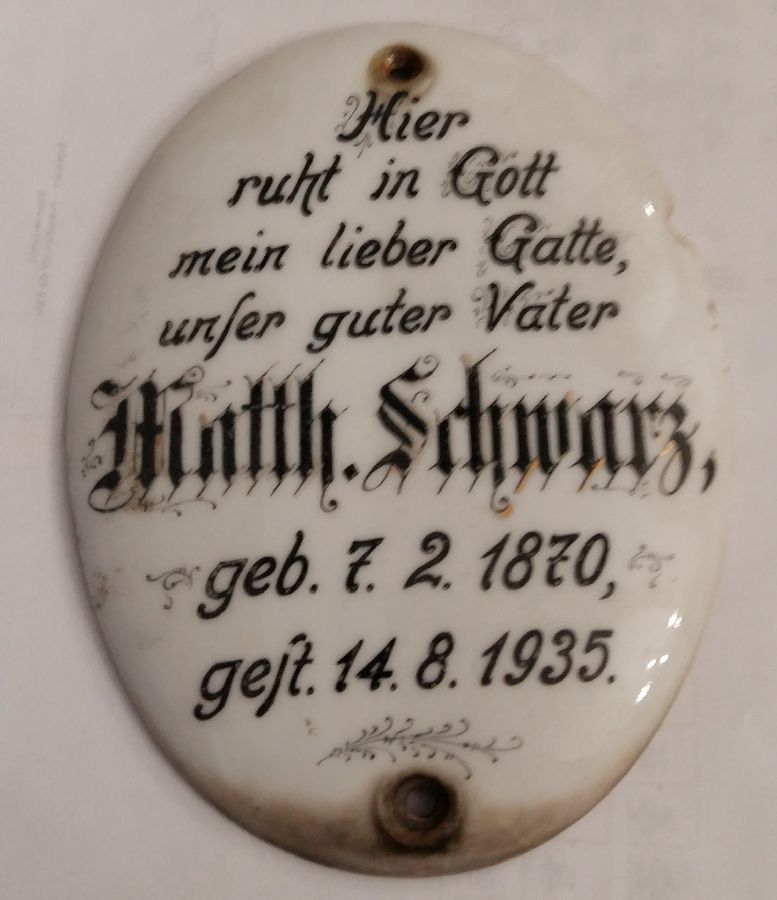 Hier
ruht in Gott
mein lieber Gatte,
unſer guter Vater
Matth. Schwarz,
geb. 7. 2. 1870,
geſt. 14. 8. 1935.